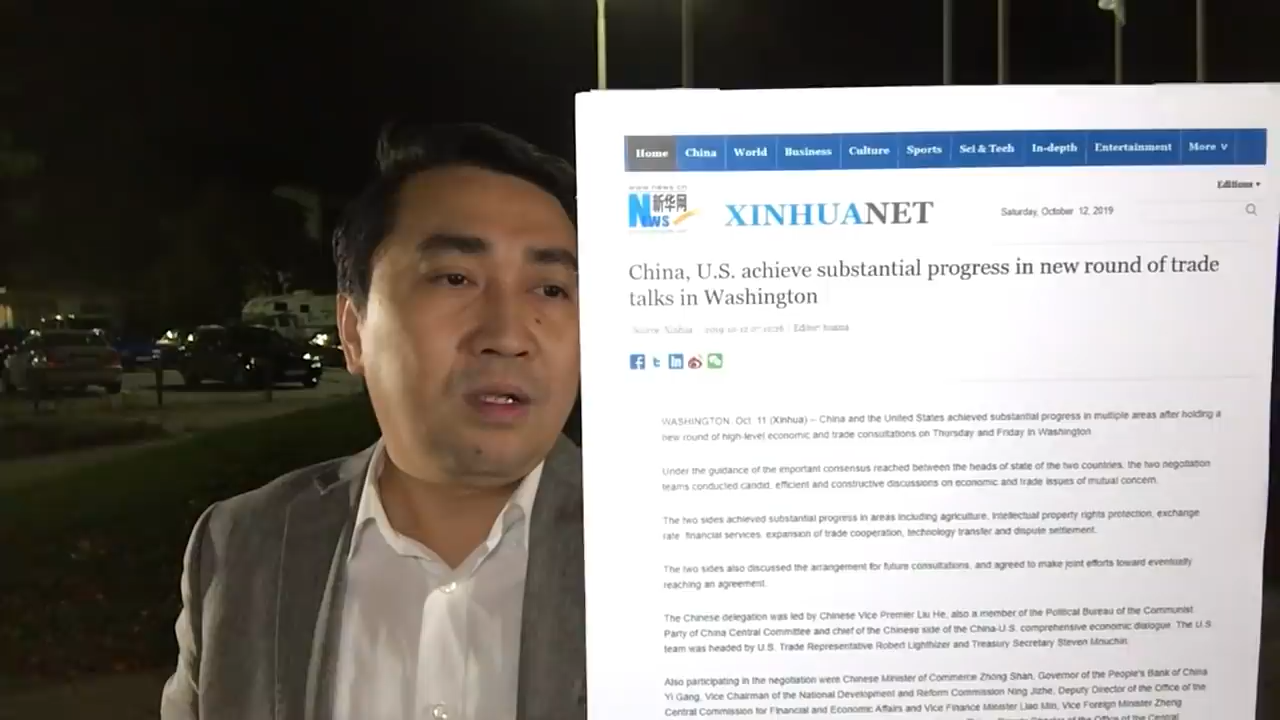 Home China World Business Culture Sports Sci & Tech In-depth Entertainment More
Editions
www.news.cn
新华网
NEWS
XINHUANET
Saturday, October 12, 2019
China, U.S. achieve substantial progress in new round of trade
talks in Washington
Source Xinhua Editor huaxia
WASHINGTON, Oct. 11 (Xinhua) -- China and the United States achieved substantial progress in multiple areas after holding a
new round of high-level economic and trade consultations on Thursday and Friday in Washington.
Under the guidance of the important consensus reached between the heads of state of the two countries, the two negotiation
teams conducted candid, efficient and constructive discussions on economic and trade issues of mutual concern.
The two sides achieved substantial progress in areas including agriculture, intellectual property rights protection, exchange
rate, financial services, expansion of trade cooperation, technology transfer and dispute settlement.
The two sides also discussed the arrangement for future consultations, and agreed to make joint efforts toward eventually
reaching an agreement.
The Chinese delegation was led by Chinese Vice Premier Liu He, also a member of the Political Bureau of the Communist
Party of China Central Committee and chief of the Chinese side of the China-U.S. comprehensive economic dialogue. The U.S.
team was headed by U.S. Trade Representative Robert Lighthizer and Treasury Secretary Steven Mnuchin.
Also participating in the negotiation were Chinese Minister of Commerce Zhong Shan, Governor of the People's Bank of China
Yi Gang, Vice Chairman of the National Development and Reform Commission Ning Jizhe, Deputy Director of the Office of the
Central Commission for Financial and Economic Affairs and Vice Finance Minister Liao Min, Vice Foreign Minister Zheng